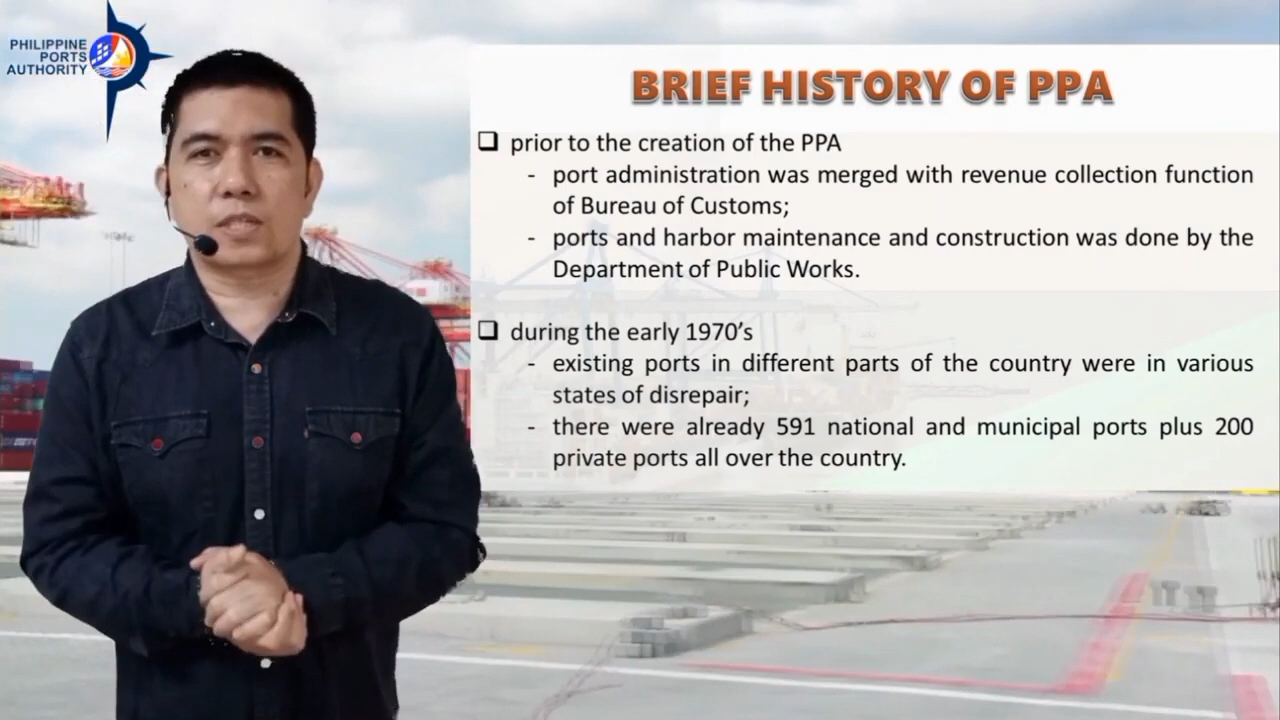 PHILIPPINE
PORTS
AUTHORITY
BRIEF HISTORY OF PPA
❑ prior to the creation of the PPA
- port administration was merged with revenue collection function
of Bureau of Customs;
- ports and harbor maintenance and construction was done by the
Department of Public Works.
❑ during the early 1970’s
- existing ports in different parts of the country were in various
states of disrepair;
- there were already 591 national and municipal ports plus 200
private ports all over the country.